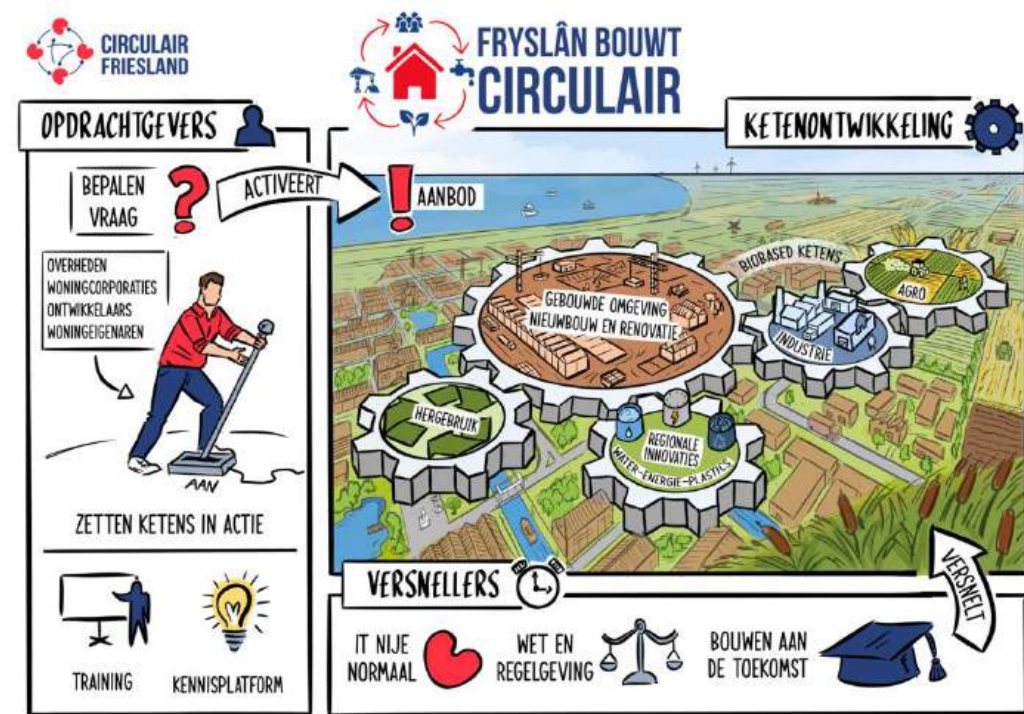 CIRCULAIR
FRIESLAND
FRYSLÂN BOUWT
CIRCULAIR
OPDRACHTGEVERS
BEPALEN
VRAAG
?
ACTIVEERT
OVERHEDEN
WONINGCORPORATIES
ONTWIKKELAARS
WONINGEIGENAREN
AAN
ZETTEN KETENS IN ACTIE
TRAINING
KENNISPLATFORM
KETENONTWIKKELING
!
AANBOD
GEBOUWDE OMGEVING
NIEUWBOUW EN RENOVATIE
BIOBASED KETENS
AGRO
INDUSTRIE
HERGEBRUIK
REGIONALE
INNOVATIES
WATER-ENERGIE-PLASTICS
VERSNELLERS
IT NIJE
NORMAAL
WET EN
REGELGEVING
BOUWEN AAN
DE TOEKOMST
VERSNELT